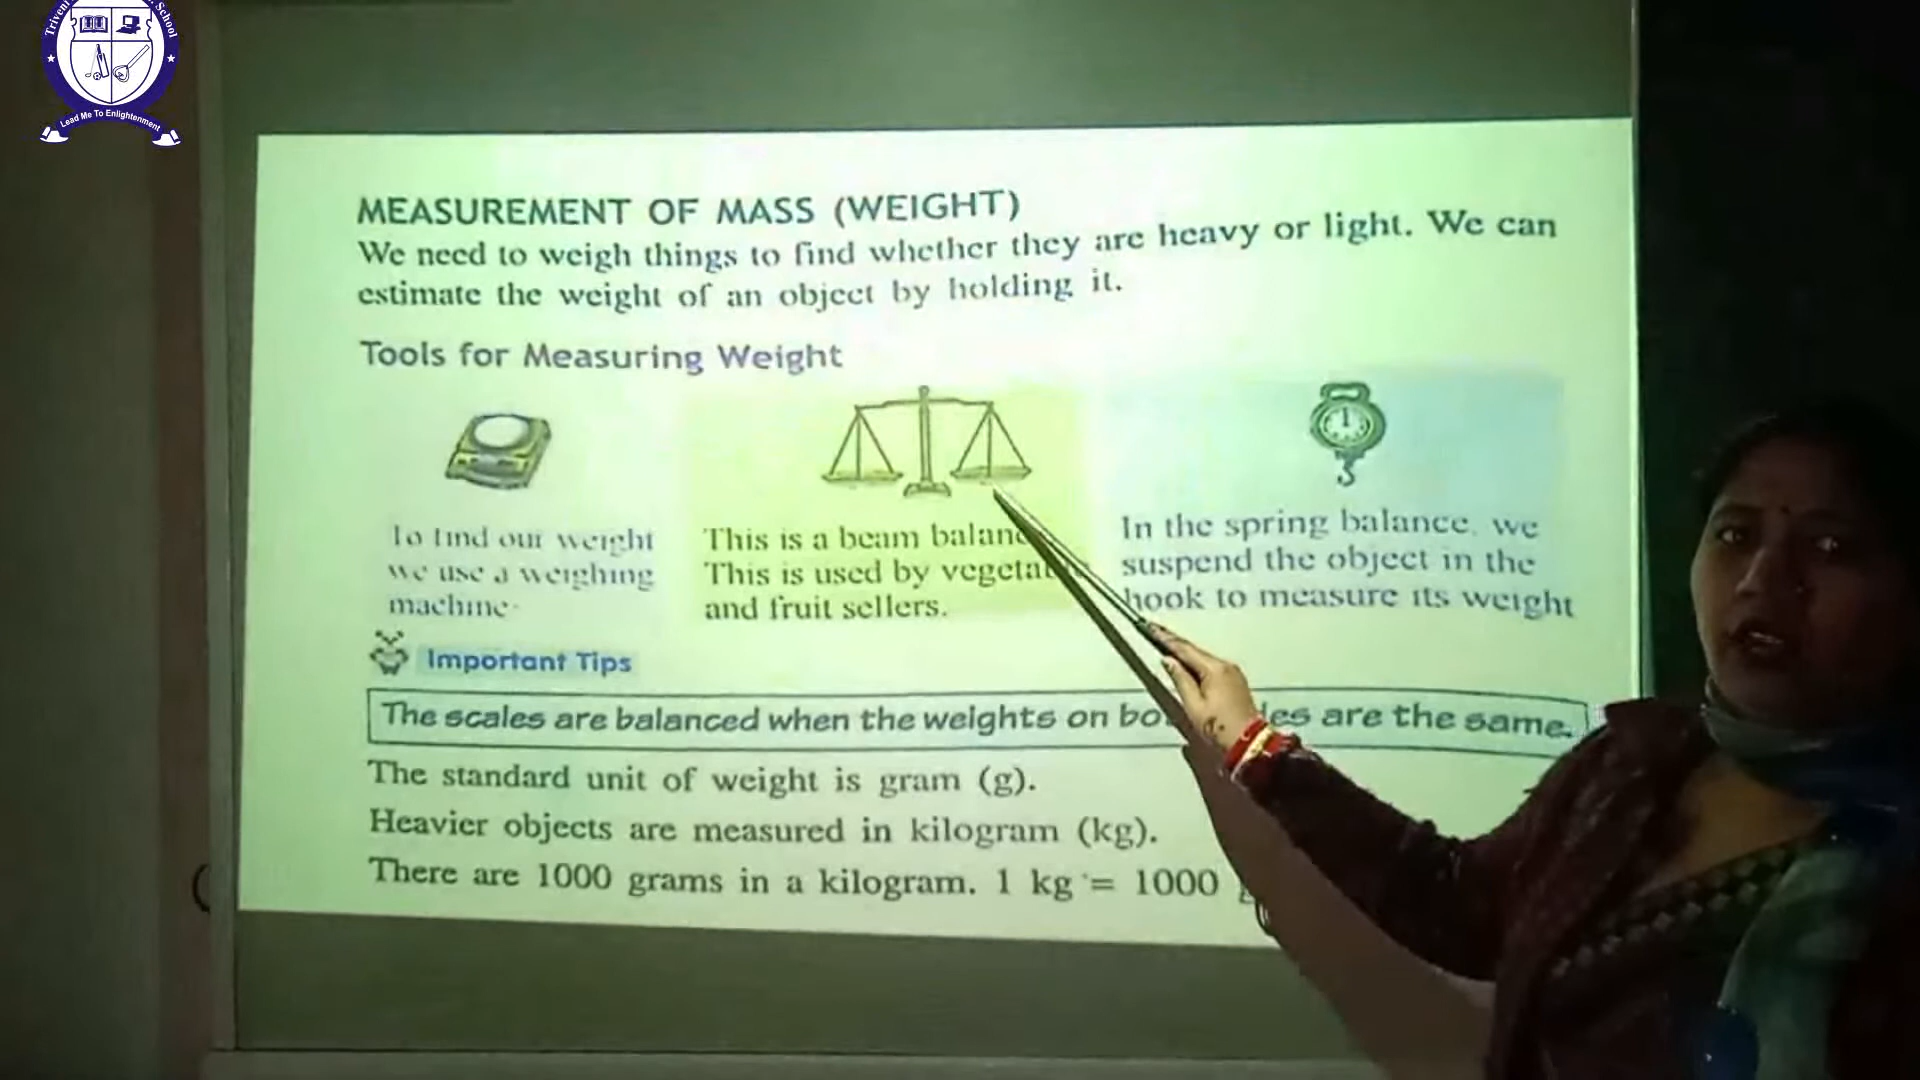 School
Lead Me To Enlightenment
MEASUREMENT OF MASS (WEIGHT)
We need to weigh things to find whether they are heavy or light. We can
estimate the weight of an object by holding it.
Tools for Measuring Weight
To find our weight
we use a weighing
machine
This is a beam
This is used by
and fruit sellers.
In the spring balance, we
suspend the object in the
hook to measure its weight
Important Tips
The scales are balanced when the weights on are the same.
The standard unit of weight is gram (g).
Heavier objects are measured in kilogram (kg).
There are 1000 grams in a kilogram. 1 kg = 1000